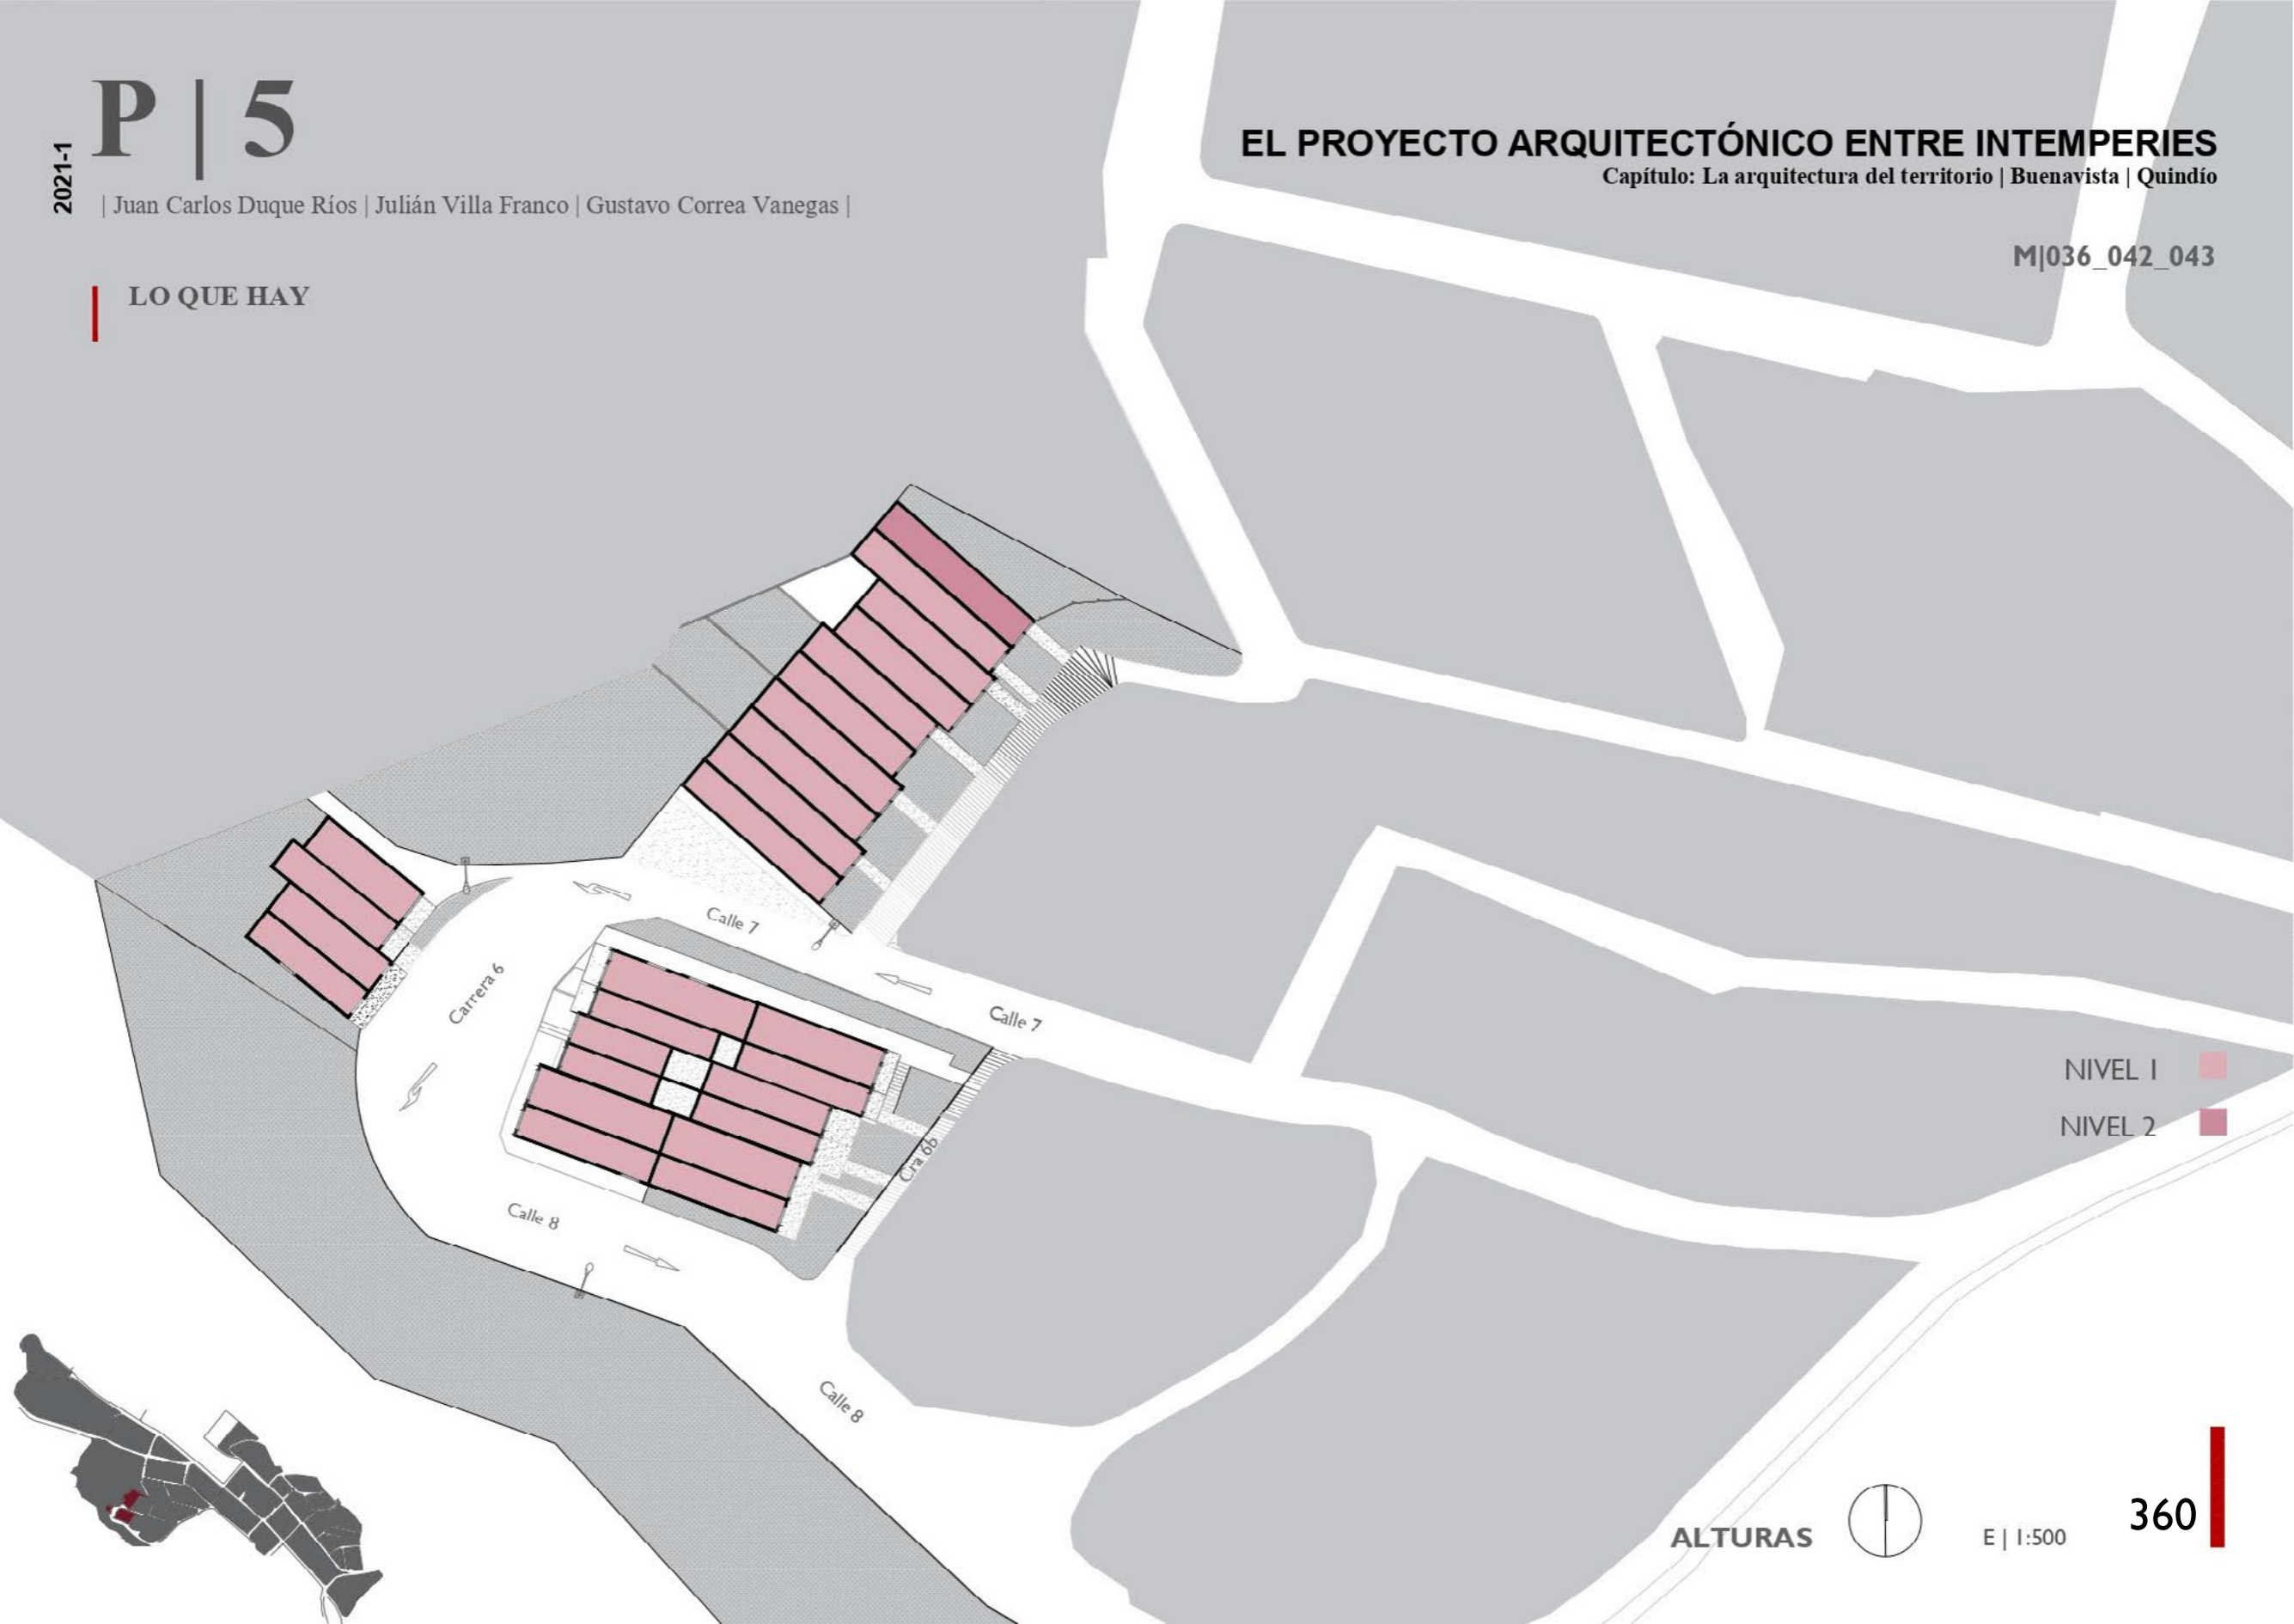 P | 5
2021-1
| Juan Carlos Duque Ríos | Julián Villa Franco | Gustavo Correa Vanegas |
EL PROYECTO ARQUITECTÓNICO ENTRE INTEMPERIES
Capítulo: La arquitectura del territorio | Buenavista | Quindío
M|036_042_043
LO QUE HAY
Calle 7
Carrera 6
Calle 7
Cra 6b
Calle 8
Calle 8
NIVEL 1
NIVEL 2
ALTURAS
E | 1:500
360